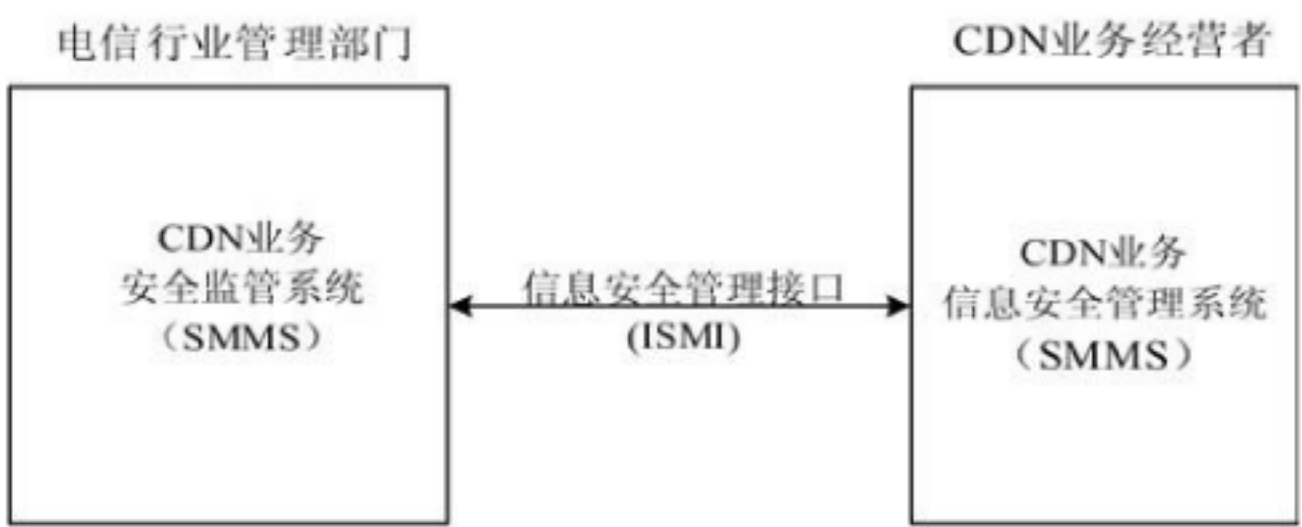 电信行业管理部门
CDN业务经营者
CDN业务
安全监管系统
（SMMS）
信息安全管理接口
(ISMI)
CDN业务
信息安全管理系统
（SMMS）